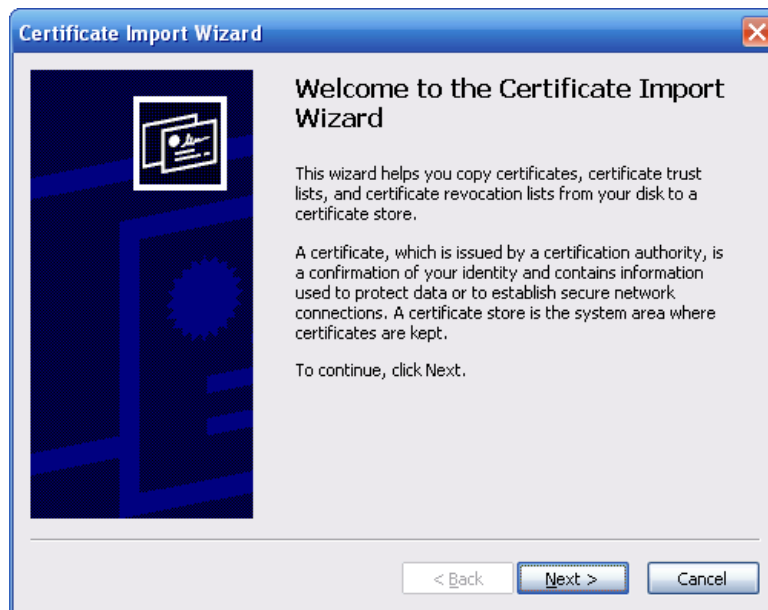 Certificate Import Wizard
Welcome to the Certificate Import
Wizard
This wizard helps you copy certificates, certificate trust
lists, and certificate revocation lists from your disk to a
certificate store.
A certificate, which is issued by a certification authority, is
a confirmation of your identity and contains information
used to protect data or to establish secure network
connections. A certificate store is the system area where
certificates are kept.
To continue, click Next.
< Back Next > Cancel